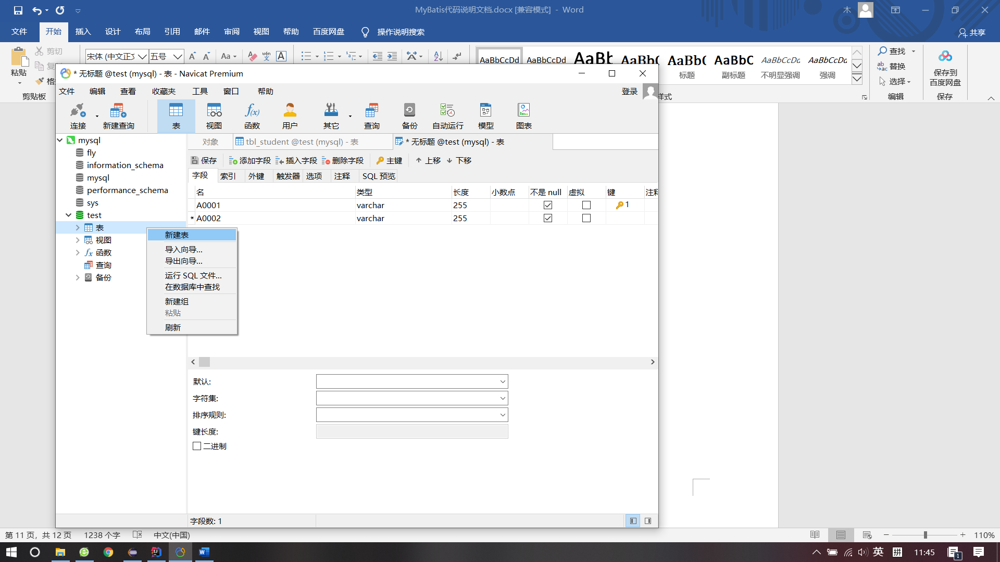 MyBatis代码说明文档.docx [兼容模式] - Word
木
文件 开始 插入 设计 布局 引用 邮件 审阅 视图 帮助 百度网盘 操作说明搜索 共享
剪切
宋体 (中文正文 五号 Aa wén 文 A
AaBbCcDd AaBbCcDd AaBb AaBb( AaBb( AaBbC AaBbCcDd AaBbCcDd
查找
粘贴
替换
标题 副标题 不明显强调 强调
选择
保存到
百度网盘
剪贴板
样式
编辑
保存
* 无标题 @test (mysql) - 表 - Navicat Premium
文件 编辑 查看 收藏夹 工具 窗口 帮助 登录
连接 新建查询 表 视图 函数 用户 其它 查询 备份 自动运行 模型 图表
mysql
fly
information_schema
mysql
performance_schema
sys
test
表
视图
函数
查询
备份
新建表
导入向导...
导出向导...
运行 SQL 文件...
在数据库中查找
新建组
粘贴
刷新
对象 tbl_student @test (mysql) - 表 * 无标题 @test (mysql) - 表
保存 添加字段 插入字段 删除字段 主键 上移 下移
字段 索引 外键 触发器 选项 注释 SQL 预览
名 类型 长度 小数点 不是 null 虚拟 键 注释
A0001 varchar 255 1
* A0002 varchar 255
默认:
字符集:
排序规则:
键长度:
二进制
字段数: 1
第 11 页，共 12 页 1238 个字 中文(中国) 110%
英 拼 11:45 1